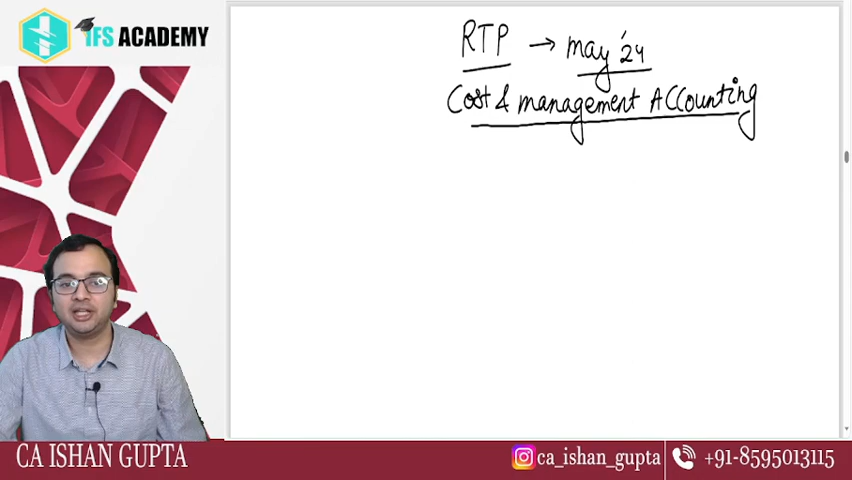 IFS ACADEMY
RTP → may '24
Cost & management Accounting
CA ISHAN GUPTA
ca_ishan_gupta
+91-8595013115